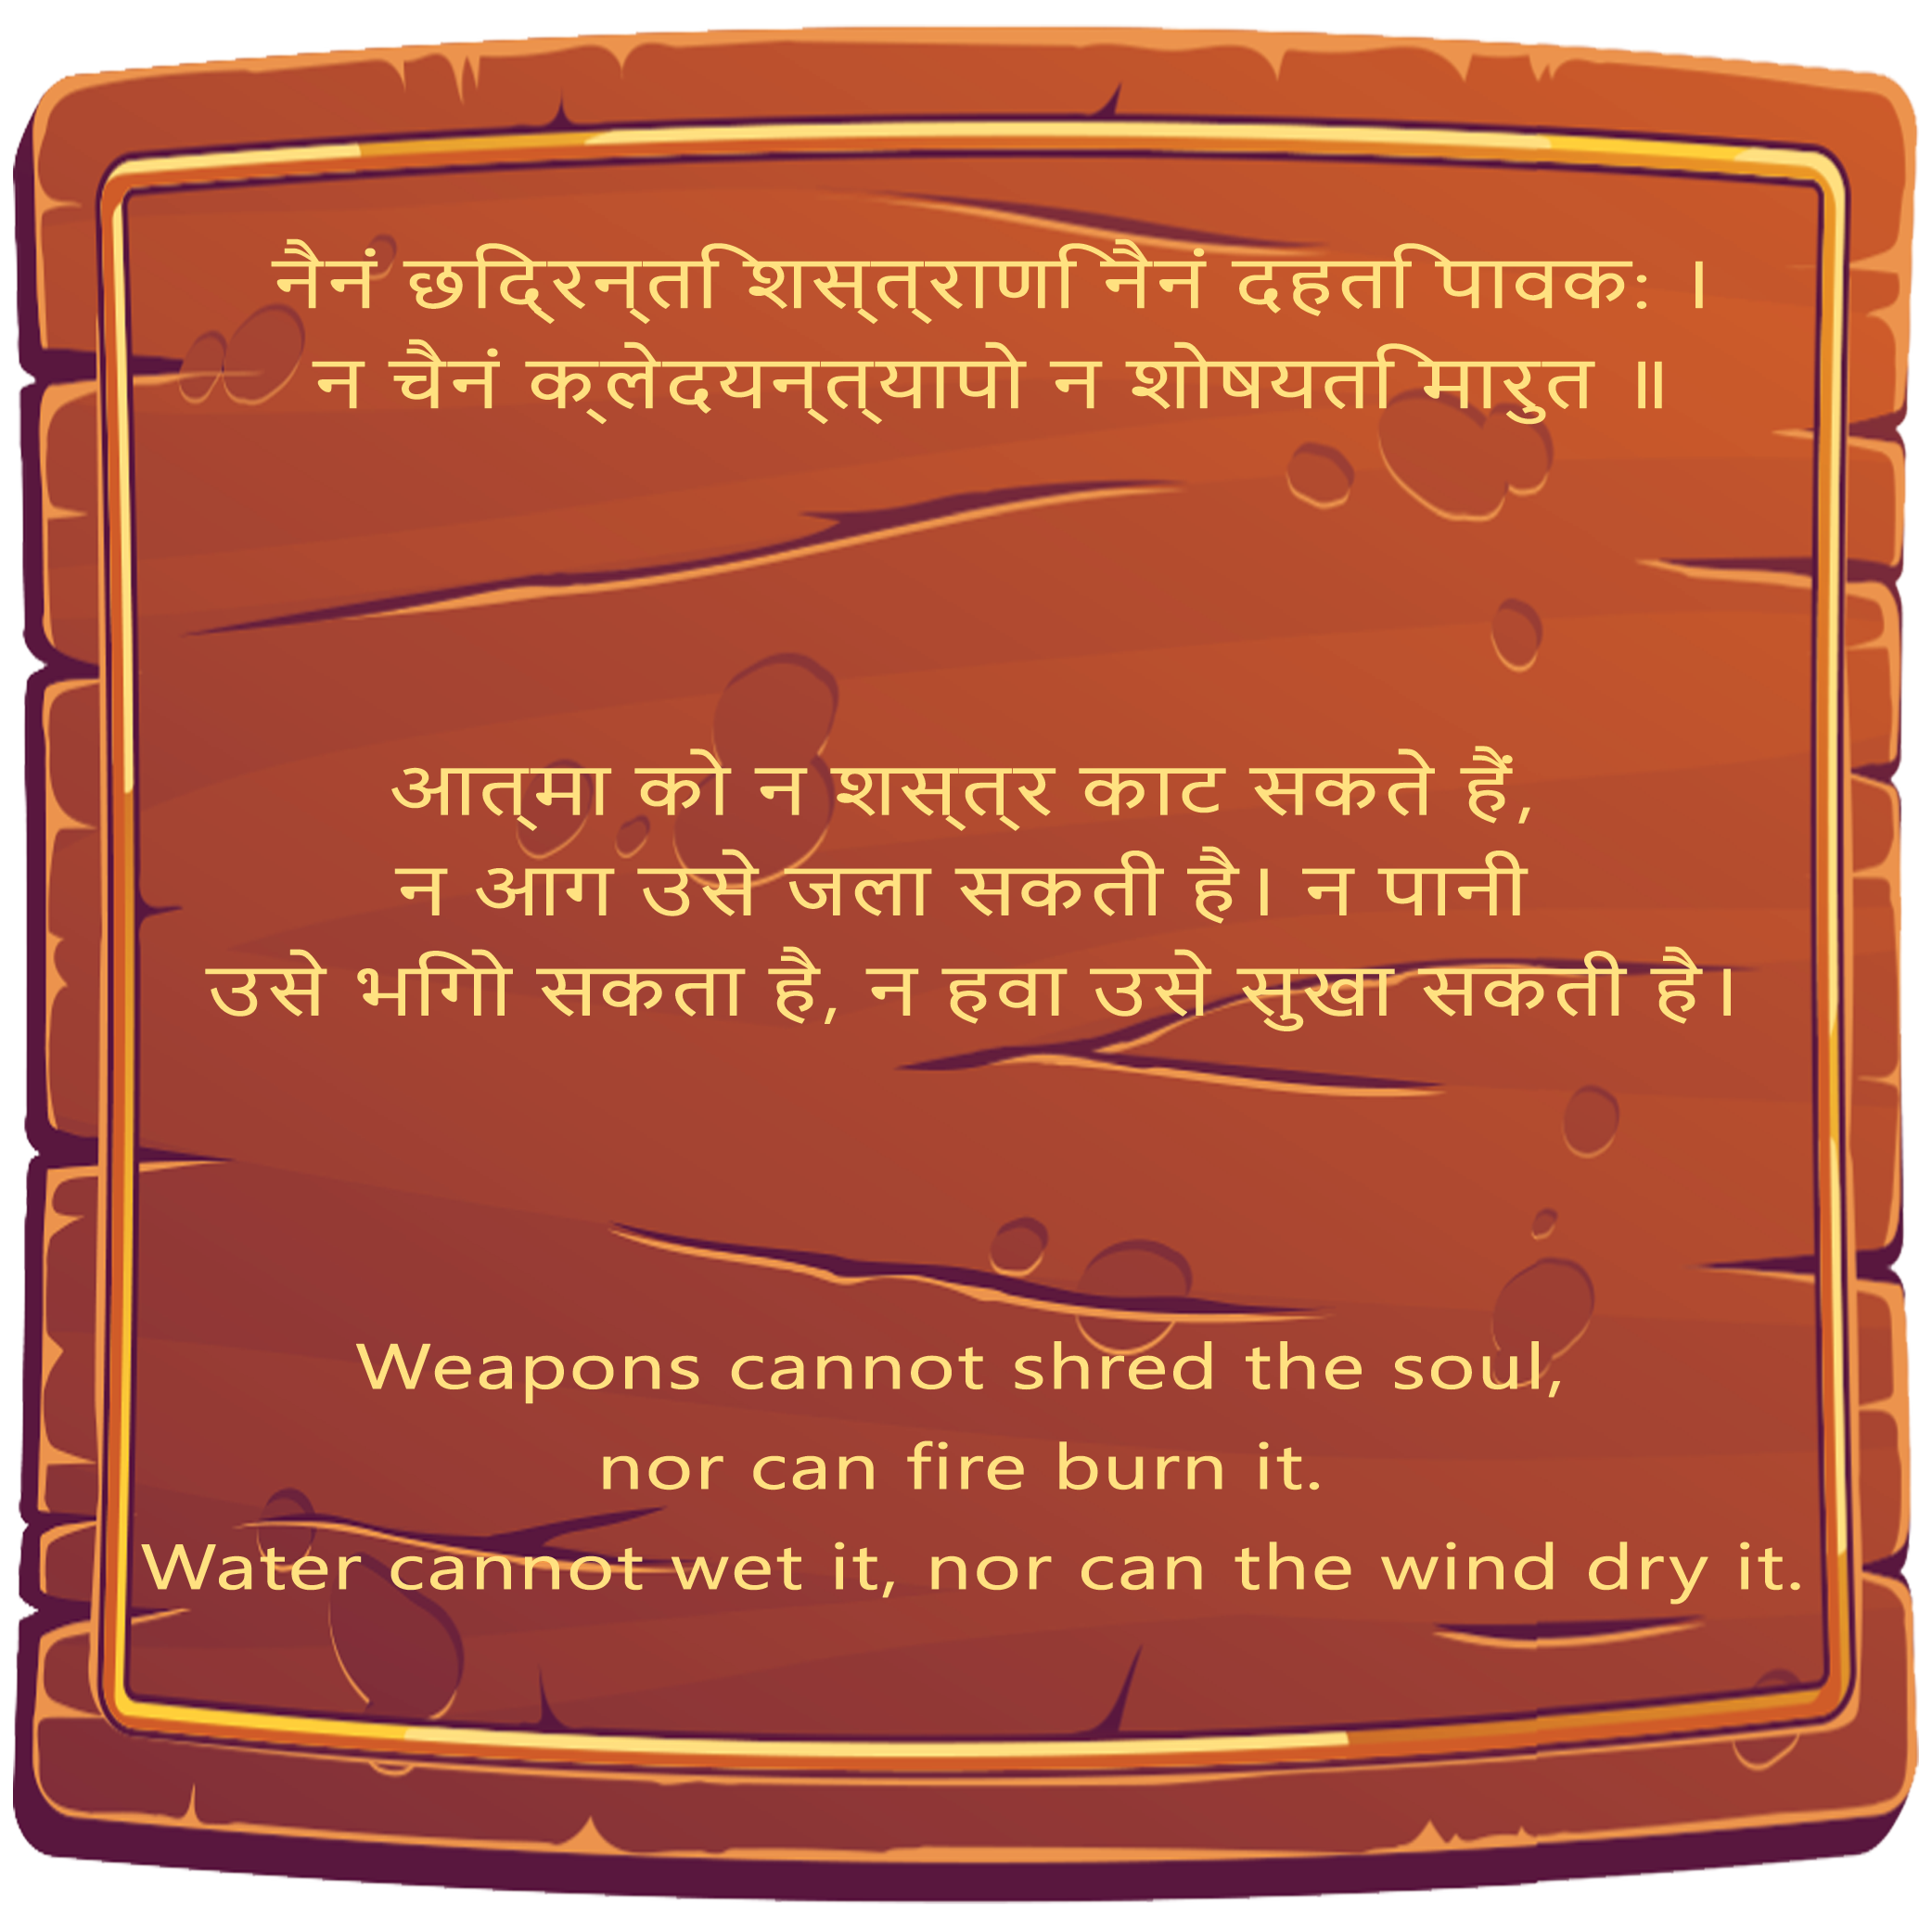 नैनं छिद्रन्ति शस्त्राणि नैनं दहति पावक: ।
न चैनं क्लेदयन्त्यापो न शोषयति मारुत ॥
आत्मा को न शस्त्र काट सकते हैं,
न आग उसे जला सकती है। न पानी
उसे भिगो सकता है, न हवा उसे सुखा सकती है।
Weapons cannot shred the soul,
nor can fire burn it.
Water cannot wet it, nor can the wind dry it.